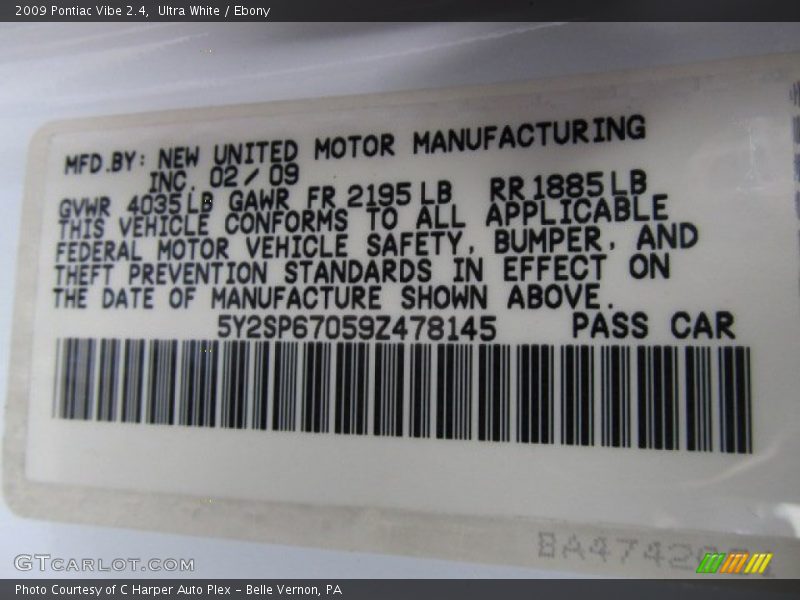 2009 Pontiac Vibe 2.4, Ultra White / Ebony
MFD.BY: NEW UNITED MOTOR MANUFACTURING
INC. 02/09
GVWR 4035LB GAWR FR 2195LB RR1885LB
THIS VEHICLE CONFORMS TO ALL APPLICABLE
FEDERAL MOTOR VEHICLE SAFETY, BUMPER, AND
THEFT PREVENTION STANDARDS IN EFFECT ON
THE DATE OF MANUFACTURE SHOWN ABOVE.
5Y2SP67059Z478145 PASS CAR
GTCARLOT.COM
Photo Courtesy of C Harper Auto Plex - Belle Vernon, PA